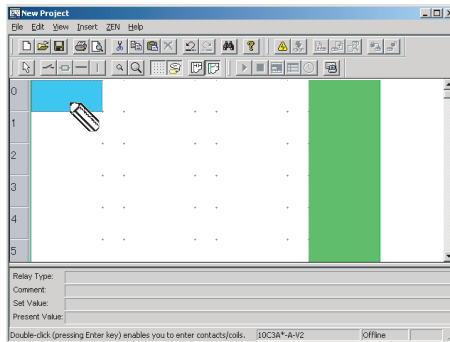 New Project
File Edit View Insert ZEN Help
0
1
2
3
4
5
Relay Type:
Comment:
Set Value:
Present Value:
Double-click (pressing Enter key) enables you to enter contacts/coils. 10C3A*-A-V2 Offline